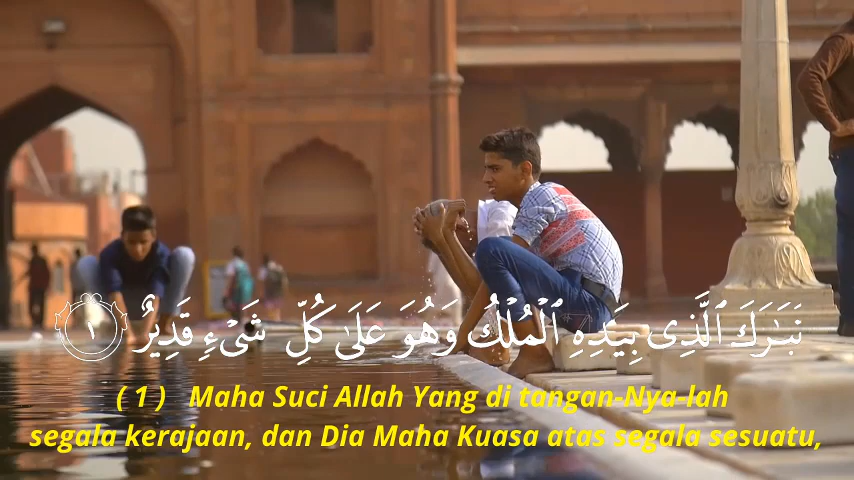 تَبَٰرَكَ ٱلَّذِى بِيَدِهِ ٱلْمُلْكُ وَهُوَ عَلَىٰ كُلِّ شَىْءٍ قَدِيرٌ ١
( 1 ) Maha Suci Allah Yang di tangan-Nya-lah
segala kerajaan, dan Dia Maha Kuasa atas segala sesuatu,